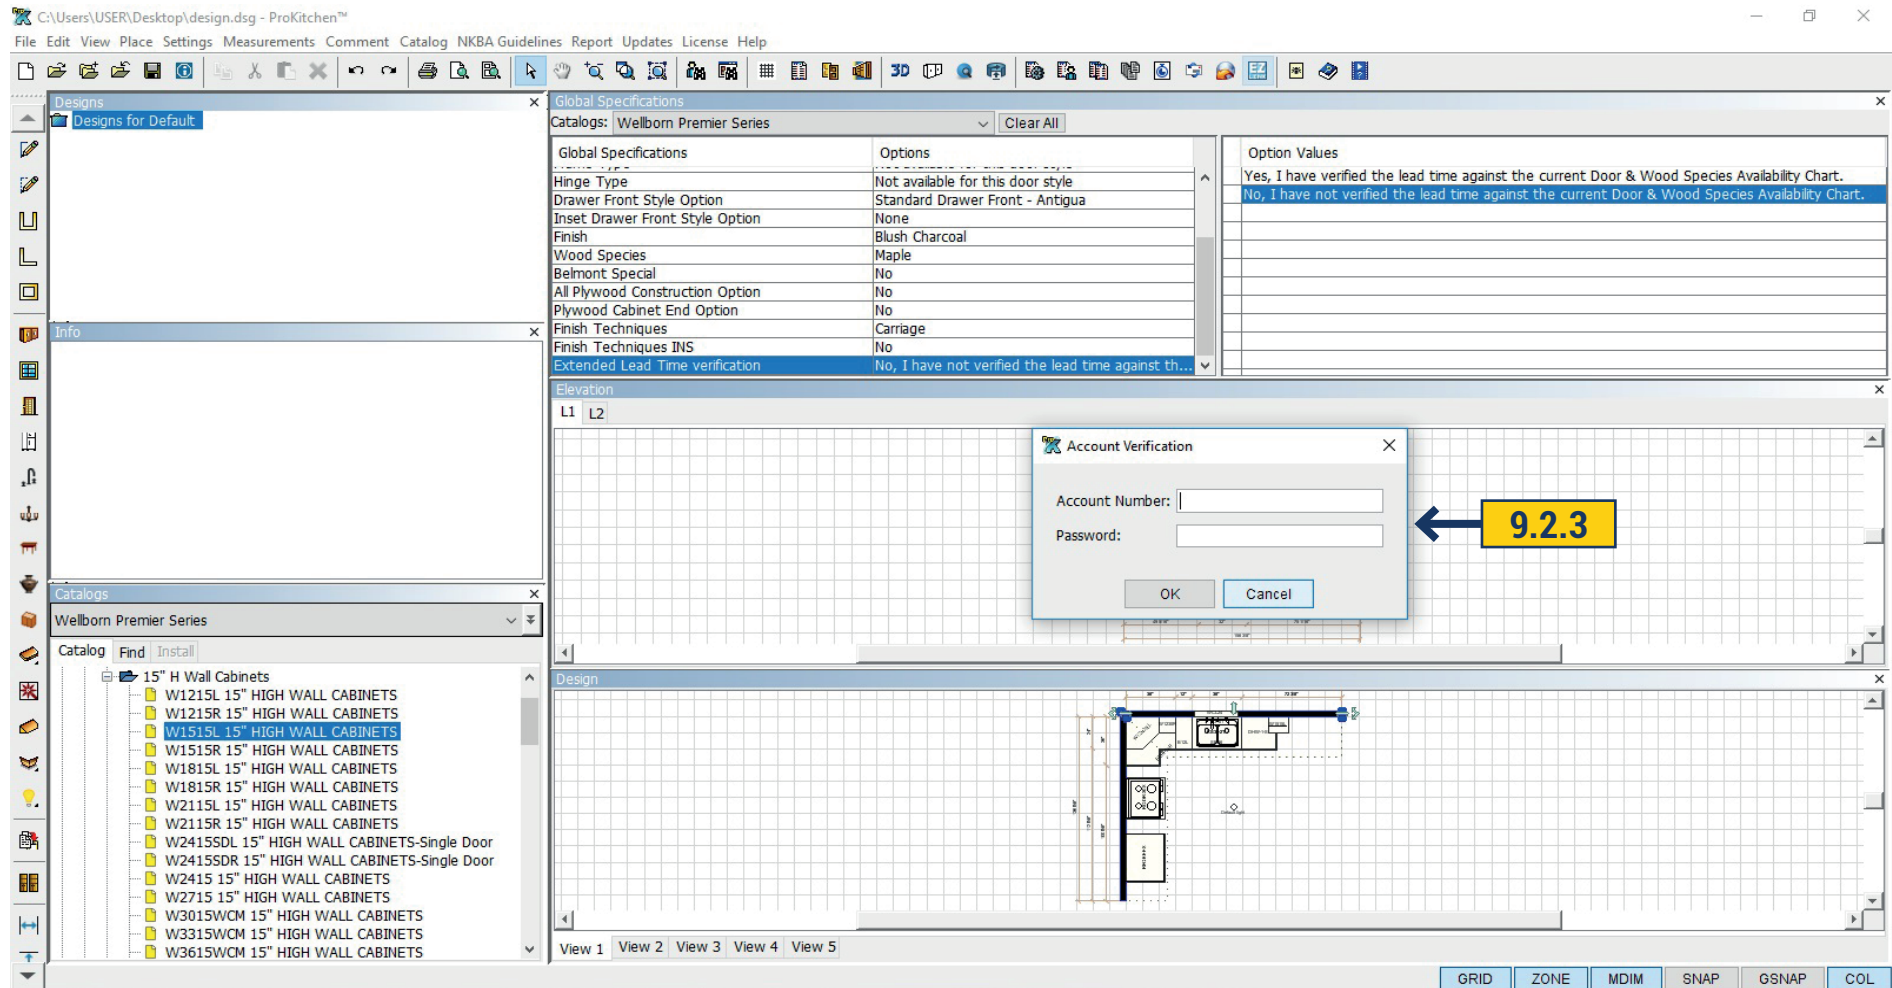 C:\Users\USER\Desktop\design.dsg - ProKitchen™
File Edit View Place Settings Measurements Comment Catalog NKBA Guidelines Report Updates License Help
3D
Designs
Designs for Default
Info
Catalogs
Wellborn Premier Series
Catalog Find Install
15" H Wall Cabinets
W1215L 15" HIGH WALL CABINETS
W1215R 15" HIGH WALL CABINETS
W1515L 15" HIGH WALL CABINETS
W1515R 15" HIGH WALL CABINETS
W1815L 15" HIGH WALL CABINETS
W1815R 15" HIGH WALL CABINETS
W2115L 15" HIGH WALL CABINETS
W2115R 15" HIGH WALL CABINETS
W2415SDL 15" HIGH WALL CABINETS-Single Door
W2415SDR 15" HIGH WALL CABINETS-Single Door
W2415 15" HIGH WALL CABINETS
W2715 15" HIGH WALL CABINETS
W3015WCM 15" HIGH WALL CABINETS
W3315WCM 15" HIGH WALL CABINETS
W3615WCM 15" HIGH WALL CABINETS
Global Specifications
Catalogs: Wellborn Premier Series Clear All
Global Specifications Options
Hinge Type Not available for this door style
Drawer Front Style Option Standard Drawer Front - Antigua
Inset Drawer Front Style Option None
Finish Blush Charcoal
Wood Species Maple
Belmont Special No
All Plywood Construction Option No
Plywood Cabinet End Option No
Finish Techniques Carriage
Finish Techniques INS No
Extended Lead Time verification No, I have not verified the lead time against th...
Option Values
Yes, I have verified the lead time against the current Door & Wood Species Availability Chart.
No, I have not verified the lead time against the current Door & Wood Species Availability Chart.
Elevation
L1 L2
Account Verification
Account Number:
Password:
OK Cancel
9.2.3
Design
View 1 View 2 View 3 View 4 View 5
GRID ZONE MDIM SNAP GSNAP COL